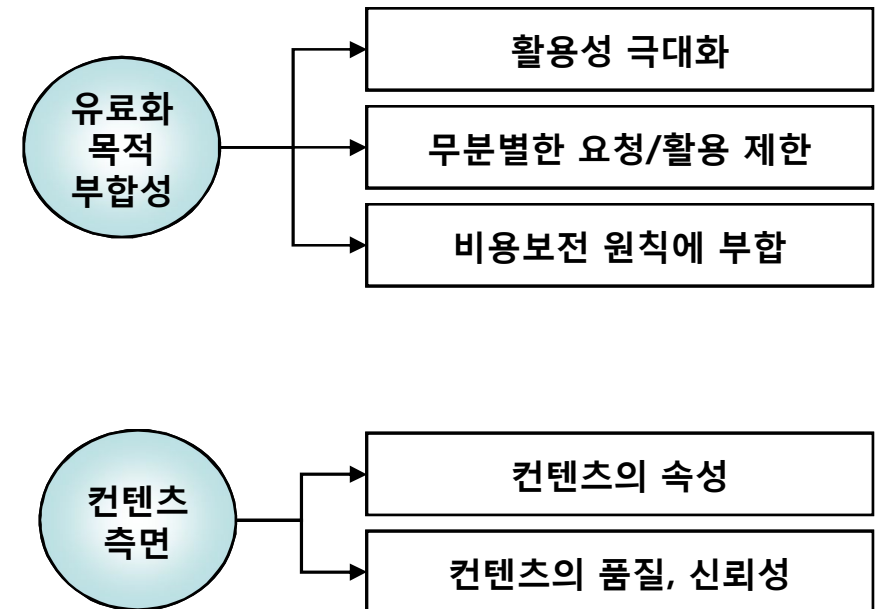 유료화
목적
부합성
활용성 극대화
무분별한 요청/활용 제한
비용보전 원칙에 부합
컨텐츠
측면
컨텐츠의 속성
컨텐츠의 품질, 신뢰성